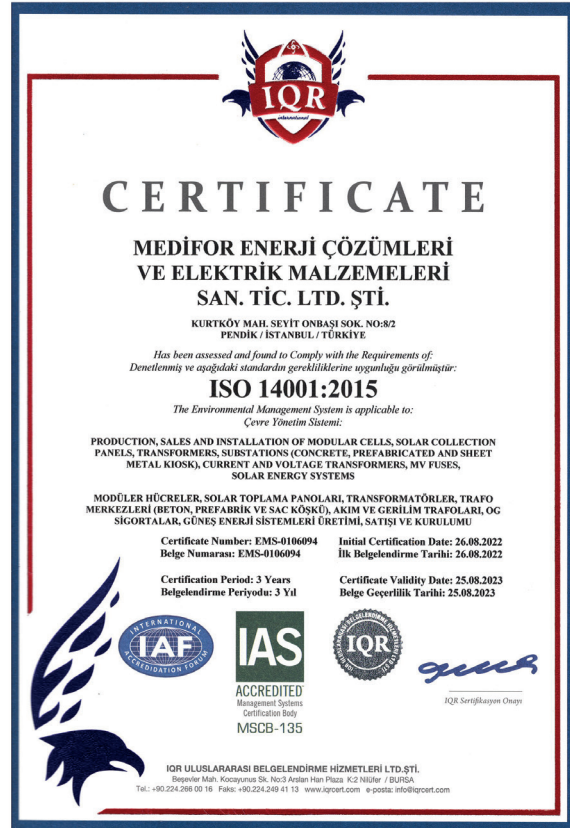 IQR
international
CERTIFICATE
MEDİFOR ENERJİ ÇÖZÜMLERİ
VE ELEKTRİK MALZEMELERİ
SAN. TİC. LTD. ŞTİ.
KURTKÖY MAH. SEYİT ONBAŞI SOK. NO:8/2
PENDİK / İSTANBUL / TÜRKİYE
Has been assessed and found to Comply with the Requirements of:
Denetlenmiş ve aşağıdaki standardın gerekliliklerine uygunluğu görülmüştür:
ISO 14001:2015
The Environmental Management System is applicable to:
Çevre Yönetim Sistemi:
PRODUCTION, SALES AND INSTALLATION OF MODULAR CELLS, SOLAR COLLECTION
PANELS, TRANSFORMERS, SUBSTATIONS (CONCRETE, PREFABRICATED AND SHEET
METAL KIOSK), CURRENT AND VOLTAGE TRANSFORMERS, MV FUSES,
SOLAR ENERGY SYSTEMS
MODÜLER HÜCRELER, SOLAR TOPLAMA PANOLARI, TRANSFORMATÖRLER, TRAFO
MERKEZLERİ (BETON, PREFABRİK VE SAC KÖŞKÜ), AKIM VE GERİLİM TRAFOLARI, OG
SİGORTALAR, GÜNEŞ ENERJİ SİSTEMLERİ ÜRETİMİ, SATIŞI VE KURULUMU
Certificate Number: EMS-0106094 Initial Certification Date: 26.08.2022
Belge Numarası: EMS-0106094 İlk Belgelendirme Tarihi: 26.08.2022
Certification Period: 3 Years Certificate Validity Date: 25.08.2023
Belgelendirme Periyodu: 3 Yıl Belge Geçerlilik Tarihi: 25.08.2023
INTERNATIONAL
IAF
ACCREDIDATION FORUM
IAS
ACCREDITED
Management Systems
Certification Body
MSCB-135
IQR
IQR Sertifikasyon Onayı
IQR ULUSLARARASI BELGELENDİRME HİZMETLERİ LTD.ŞTİ.
Beşevler Mah. Kocayunus Sk. No:3 Arslan Han Plaza K:2 Nilüfer / BURSA
Tel.: +90.224.266 00 16 Faks: +90.224.249 41 13 www.iqrcert.com e-posta: info@iqrcert.com